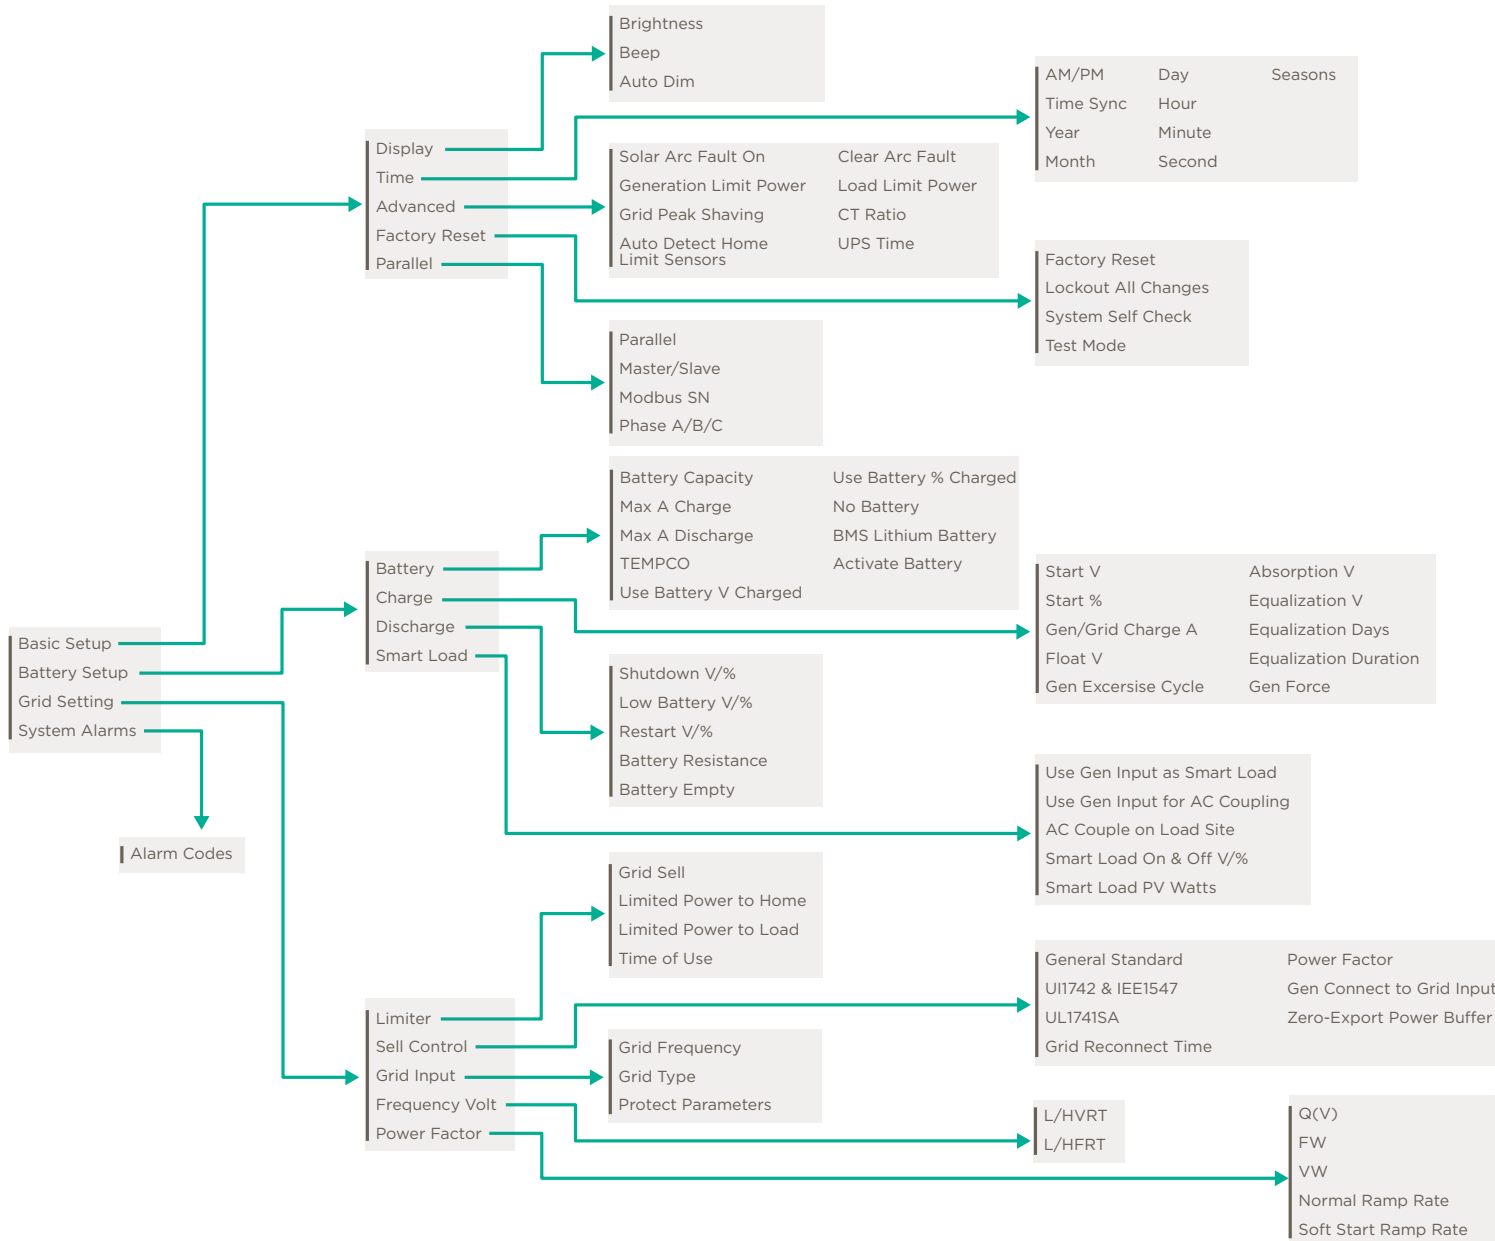 Brightness
Beep
Auto Dim
AM/PM
Time Sync
Year
Month
Day
Hour
Minute
Second
Seasons
Display
Time
Advanced
Factory Reset
Parallel
Solar Arc Fault On
Generation Limit Power
Grid Peak Shaving
Auto Detect Home
Limit Sensors
Clear Arc Fault
Load Limit Power
CT Ratio
UPS Time
Factory Reset
Lockout All Changes
System Self Check
Test Mode
Parallel
Master/Slave
Modbus SN
Phase A/B/C
Battery Capacity
Max A Charge
Max A Discharge
TEMPCO
Use Battery V Charged
Use Battery % Charged
No Battery
BMS Lithium Battery
Activate Battery
Battery
Charge
Discharge
Smart Load
Start V
Start %
Gen/Grid Charge A
Float V
Gen Excersise Cycle
Absorption V
Equalization V
Equalization Days
Equalization Duration
Gen Force
Basic Setup
Battery Setup
Grid Setting
System Alarms
Shutdown V/%
Low Battery V/%
Restart V/%
Battery Resistance
Battery Empty
Use Gen Input as Smart Load
Use Gen Input for AC Coupling
AC Couple on Load Site
Smart Load On & Off V/%
Smart Load PV Watts
Alarm Codes
Grid Sell
Limited Power to Home
Limited Power to Load
Time of Use
General Standard
UI1742 & IEE1547
UL1741SA
Grid Reconnect Time
Power Factor
Gen Connect to Grid Input
Zero-Export Power Buffer
Limiter
Sell Control
Grid Input
Frequency Volt
Power Factor
Grid Frequency
Grid Type
Protect Parameters
L/HVRT
L/HFRT
Q(V)
FW
VW
Normal Ramp Rate
Soft Start Ramp Rate